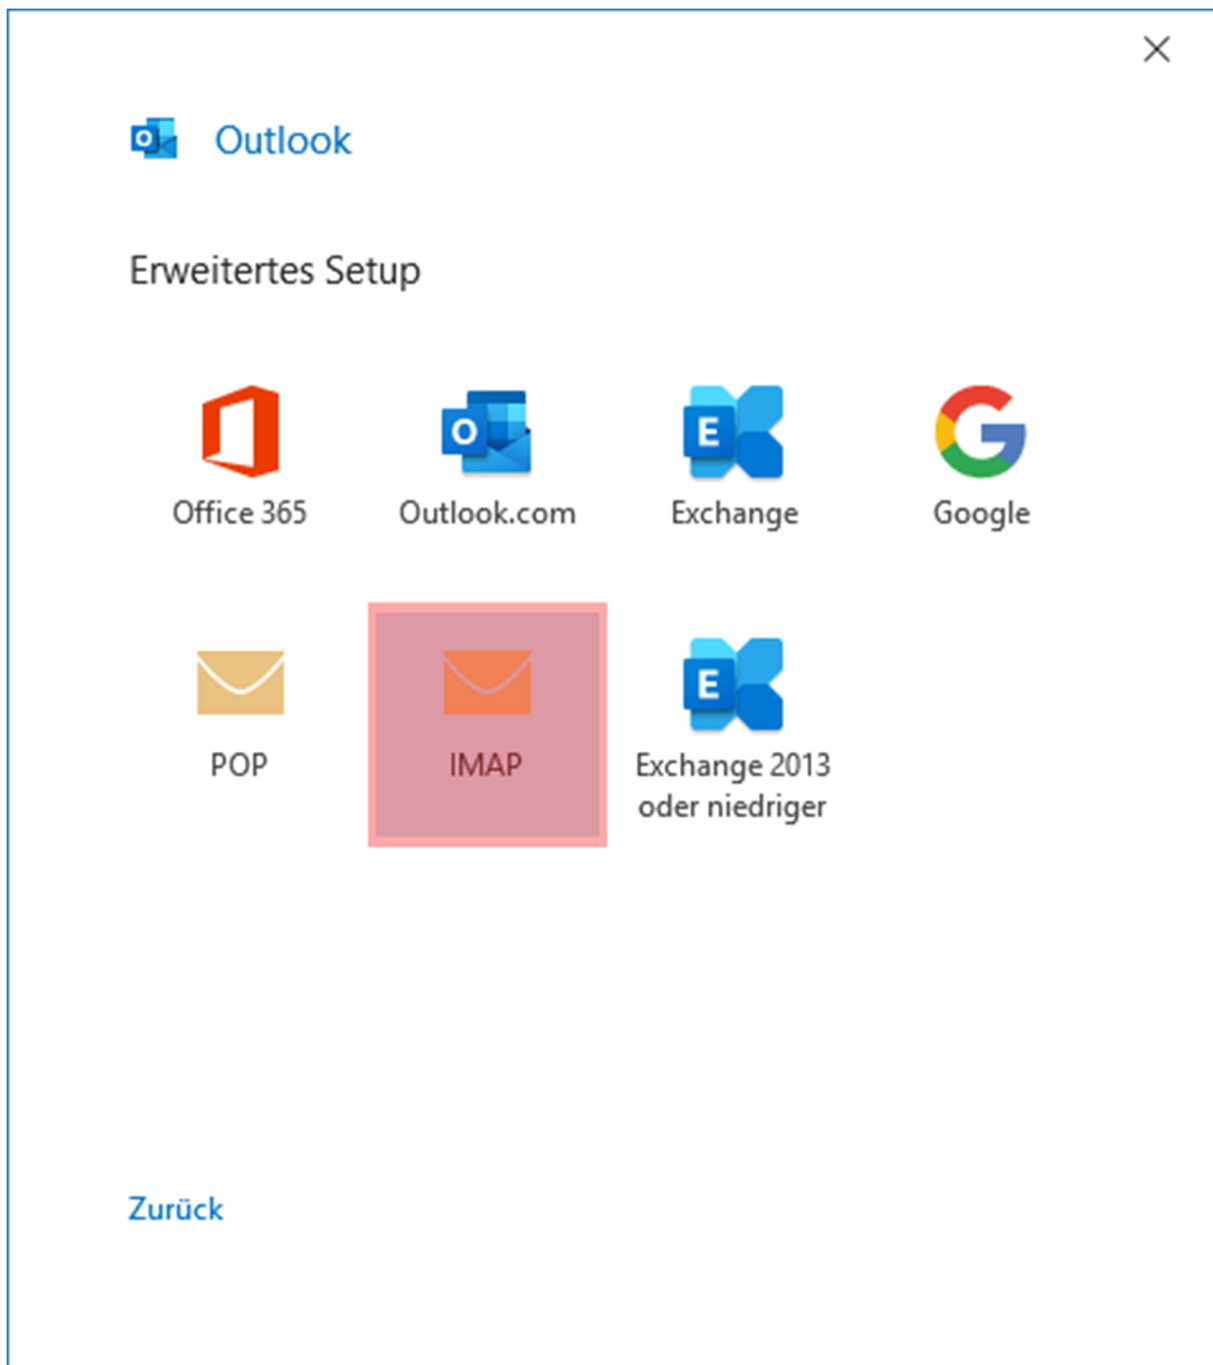 Outlook
Erweitertes Setup
Office 365
Outlook.com
Exchange
Google
POP
IMAP
Exchange 2013
oder niedriger
Zurück